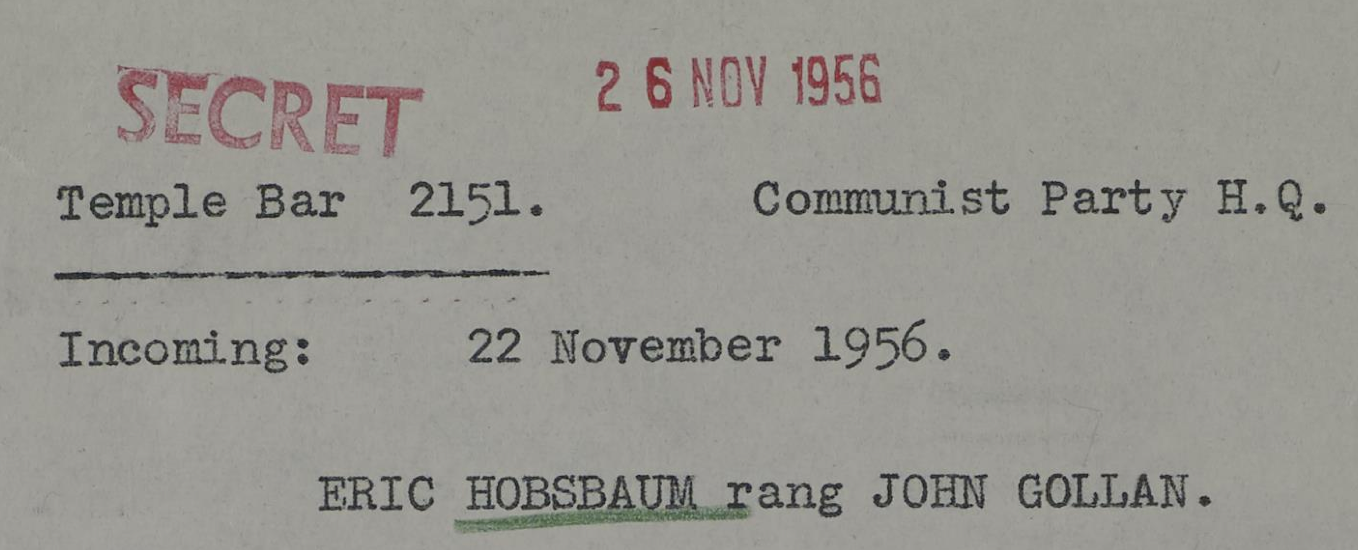 SECRET 26 NOV 1956
Temple Bar 2151. Communist Party H.Q.
Incoming: 22 November 1956.
ERIC HOBSBAUM rang JOHN GOLLAN.